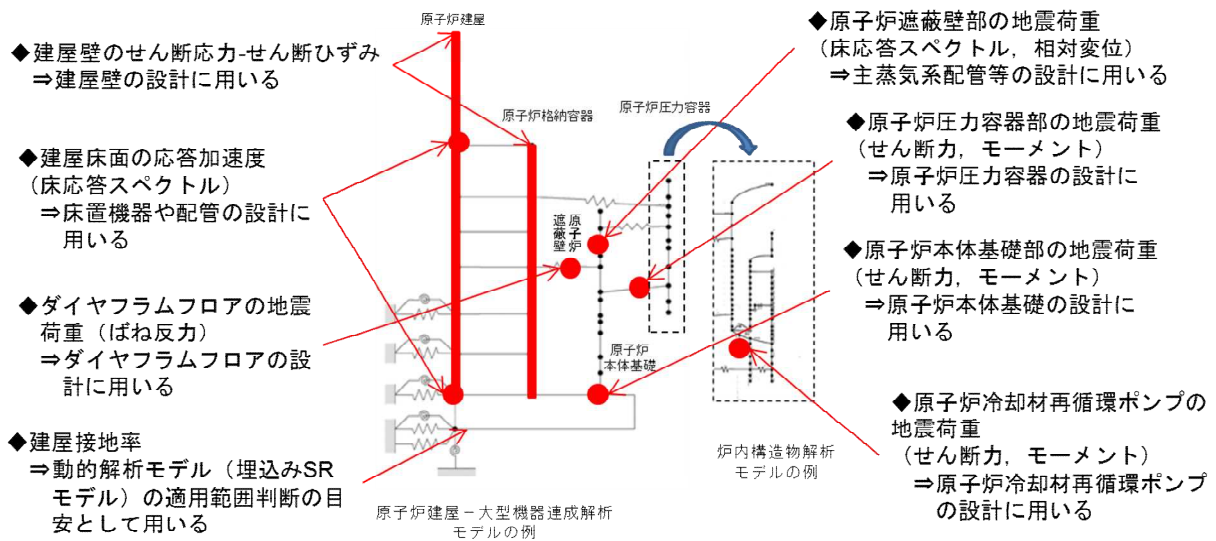 ◆建屋壁のせん断応力-せん断ひずみ
⇒建屋壁の設計に用いる
◆建屋床面の応答加速度
（床応答スペクトル）
⇒床置機器や配管の設計に
用いる
◆ダイヤフラムフロアの地震
荷重（ばね反力）
⇒ダイヤフラムフロアの設
計に用いる
◆建屋接地率
⇒動的解析モデル（埋込みSR
モデル）の適用範囲判断の目
安として用いる
原子炉建屋
原子炉格納容器
原子炉圧力容器
原子炉
遮蔽壁
原子炉
本体基礎
原子炉建屋－大型機器連成解析
モデルの例
炉内構造物解析
モデルの例
◆原子炉遮蔽壁部の地震荷重
（床応答スペクトル，相対変位）
⇒主蒸気系配管等の設計に用いる
◆原子炉圧力容器部の地震荷重
（せん断力，モーメント）
⇒原子炉圧力容器の設計に
用いる
◆原子炉本体基礎部の地震荷重
（せん断力，モーメント）
⇒原子炉本体基礎の設計に
用いる
◆原子炉冷却材再循環ポンプの
地震荷重
（せん断力，モーメント）
⇒原子炉冷却材再循環ポンプ
の設計に用いる